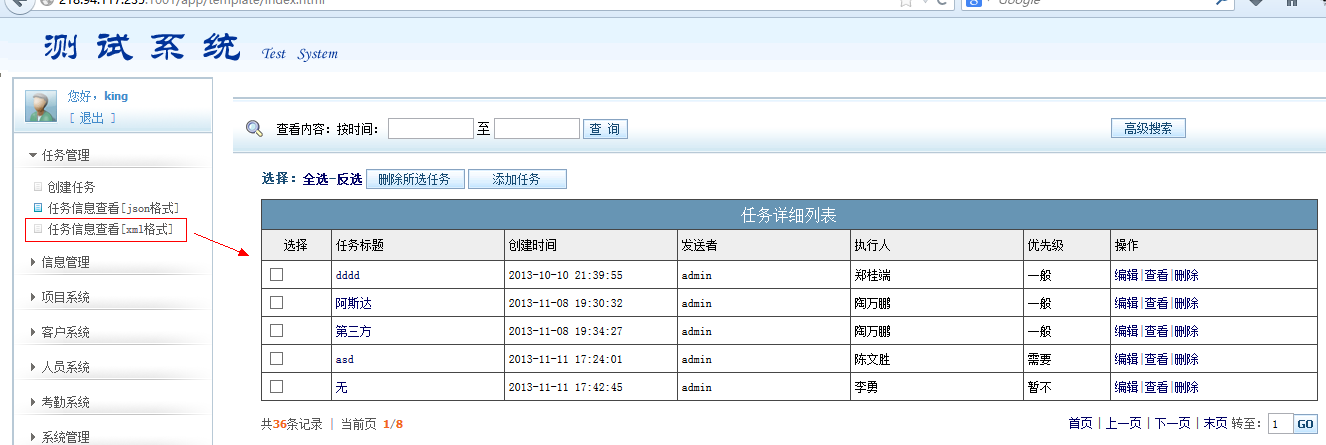 218.94.117.235:1001/app/template/index.html
Google
测试系统 Test System
您好，king
[ 退出 ]
任务管理
创建任务
任务信息查看[json格式]
任务信息查看[xml格式]
信息管理
项目系统
客户系统
人员系统
考勤系统
系统管理
查看内容：按时间： 至 查 询 高级搜索
选择：全选-反选 删除所选任务 添加任务
任务详细列表
选择 任务标题 创建时间 发送者 执行人 优先级 操作
dddd 2013-10-10 21:39:55 admin 郑桂端 一般 编辑|查看|删除
阿斯达 2013-11-08 19:30:32 admin 陶万鹏 一般 编辑|查看|删除
第三方 2013-11-08 19:34:27 admin 陶万鹏 一般 编辑|查看|删除
asd 2013-11-11 17:24:01 admin 陈文胜 需要 编辑|查看|删除
无 2013-11-11 17:42:45 admin 李勇 暂不 编辑|查看|删除
共36条记录 | 当前页 1/8 首页|上一页|下一页|末页 转至： 1 GO